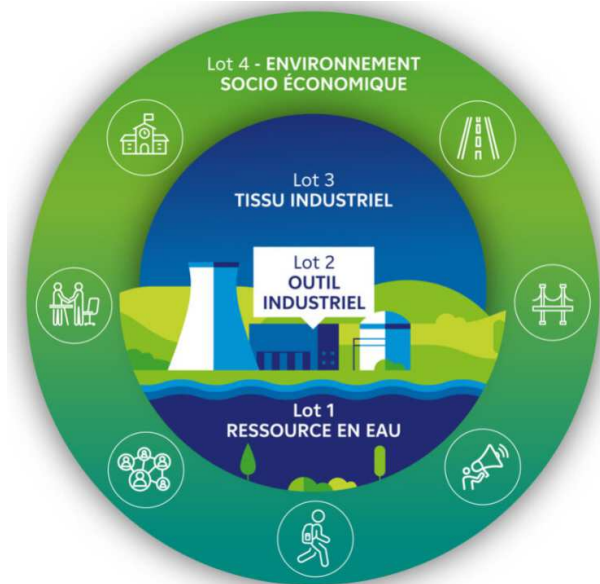 Lot 4 - ENVIRONNEMENT
SOCIO ÉCONOMIQUE
Lot 3
TISSU INDUSTRIEL
Lot 2
OUTIL
INDUSTRIEL
Lot 1
RESSOURCE EN EAU